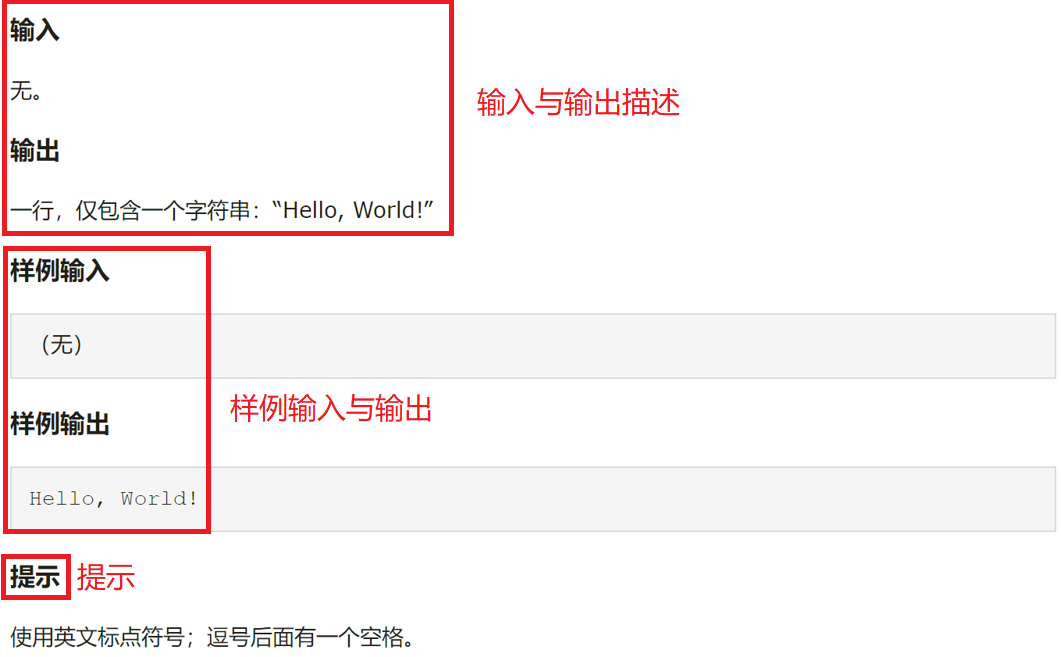 输入
无。
输入与输出描述
输出
一行，仅包含一个字符串：“Hello, World!”
样例输入
（无）
样例输入与输出
样例输出
Hello, World!
提示 提示
使用英文标点符号；逗号后面有一个空格。